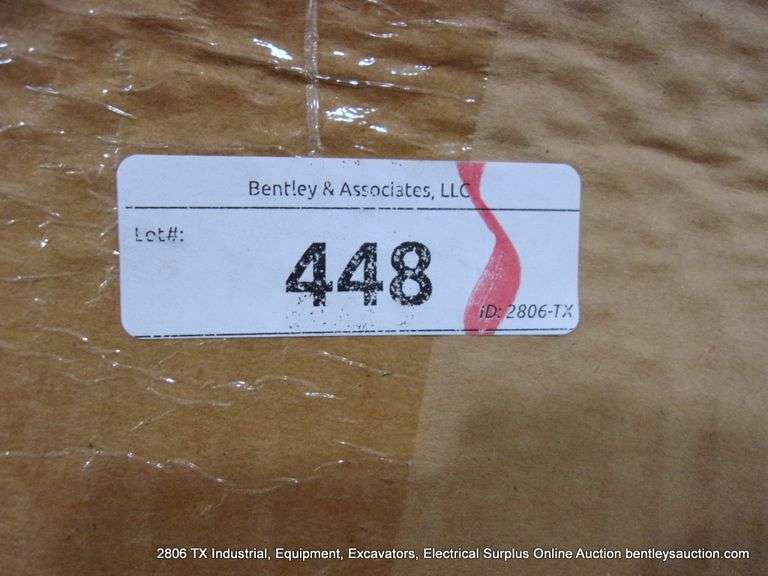 Bentley & Associates, LLC
Lot#:
448
ID: 2806-TX
2806 TX Industrial, Equipment, Excavators, Electrical Surplus Online Auction bentleysauction.com